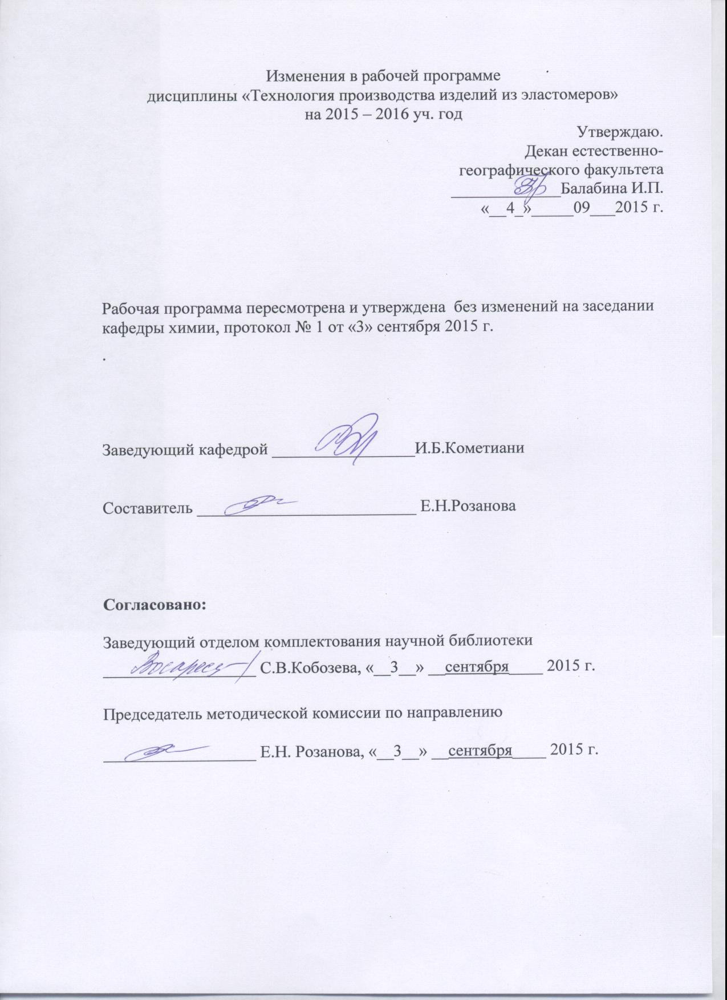 Изменения в рабочей программе
дисциплины «Технология производства изделий из эластомеров»
на 2015 – 2016 уч. год
Утверждаю.
Декан естественно-
географического факультета
_____________Балабина И.П.
«__4_»_____09___2015 г.
Рабочая программа пересмотрена и утверждена  без изменений на заседании
кафедры химии, протокол № 1 от «3» сентября 2015 г.
.
Заведующий кафедрой _________________И.Б.Кометиани
Составитель __________________________ Е.Н.Розанова
Согласовано:
Заведующий отделом комплектования научной библиотеки
__________________ С.В.Кобозева, «__3__» __сентября____ 2015 г.
Председатель методической комиссии по направлению
__________________ Е.Н. Розанова, «__3__» __сентября____ 2015 г.